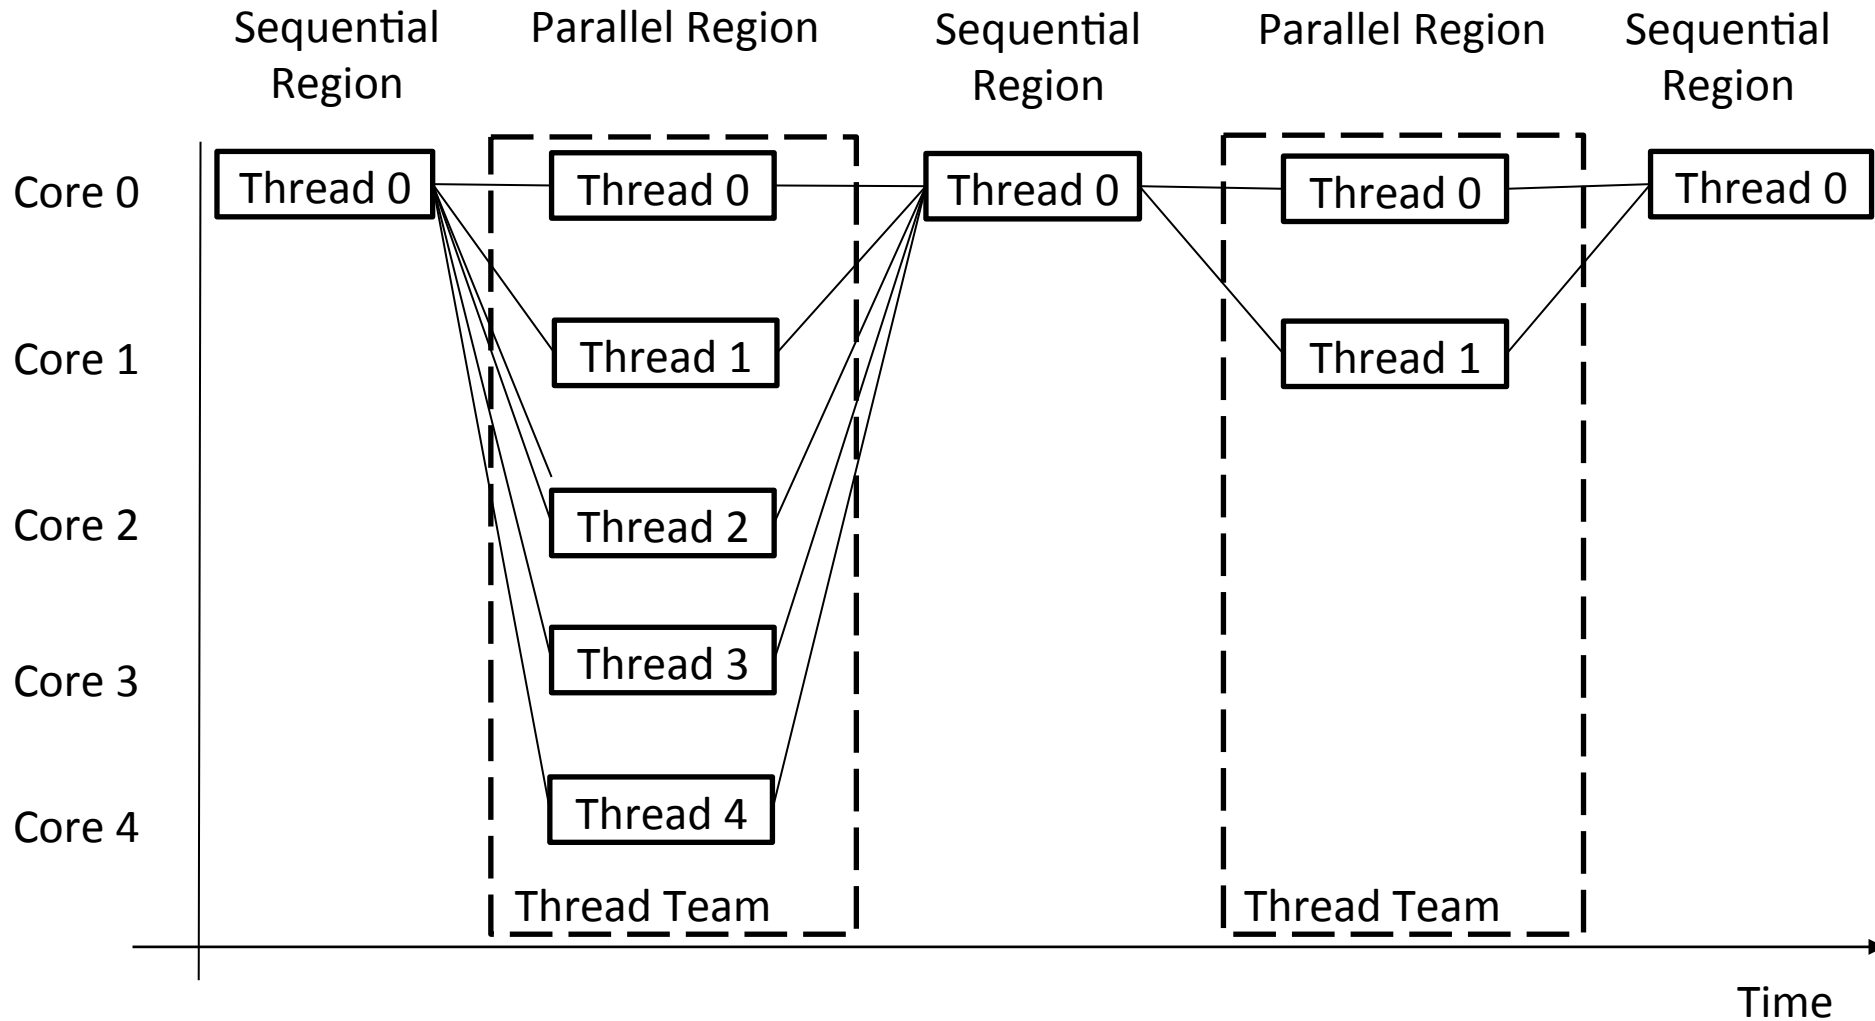 Sequential
Region
Parallel Region
Sequential
Region
Parallel Region
Sequential
Region
Core 0
Thread 0
Thread 0
Thread 0
Thread 0
Thread 0
Core 1
Thread 1
Thread 1
Core 2
Thread 2
Core 3
Thread 3
Core 4
Thread 4
Thread Team
Thread Team
Time